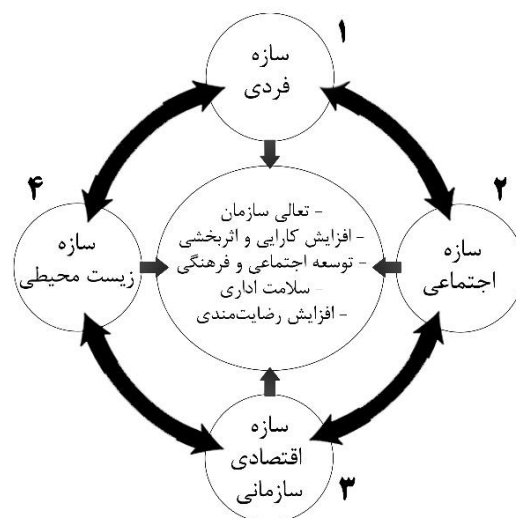 ۱
سازه
فردی
۲
سازه
اجتماعی
۳
سازه
اقتصادی
سازمانی
۴
سازه
زیست محیطی
- تعالی سازمان
- افزایش کارایی و اثربخشی
- توسعه اجتماعی و فرهنگی
- سلامت اداری
- افزایش رضایت‌مندی